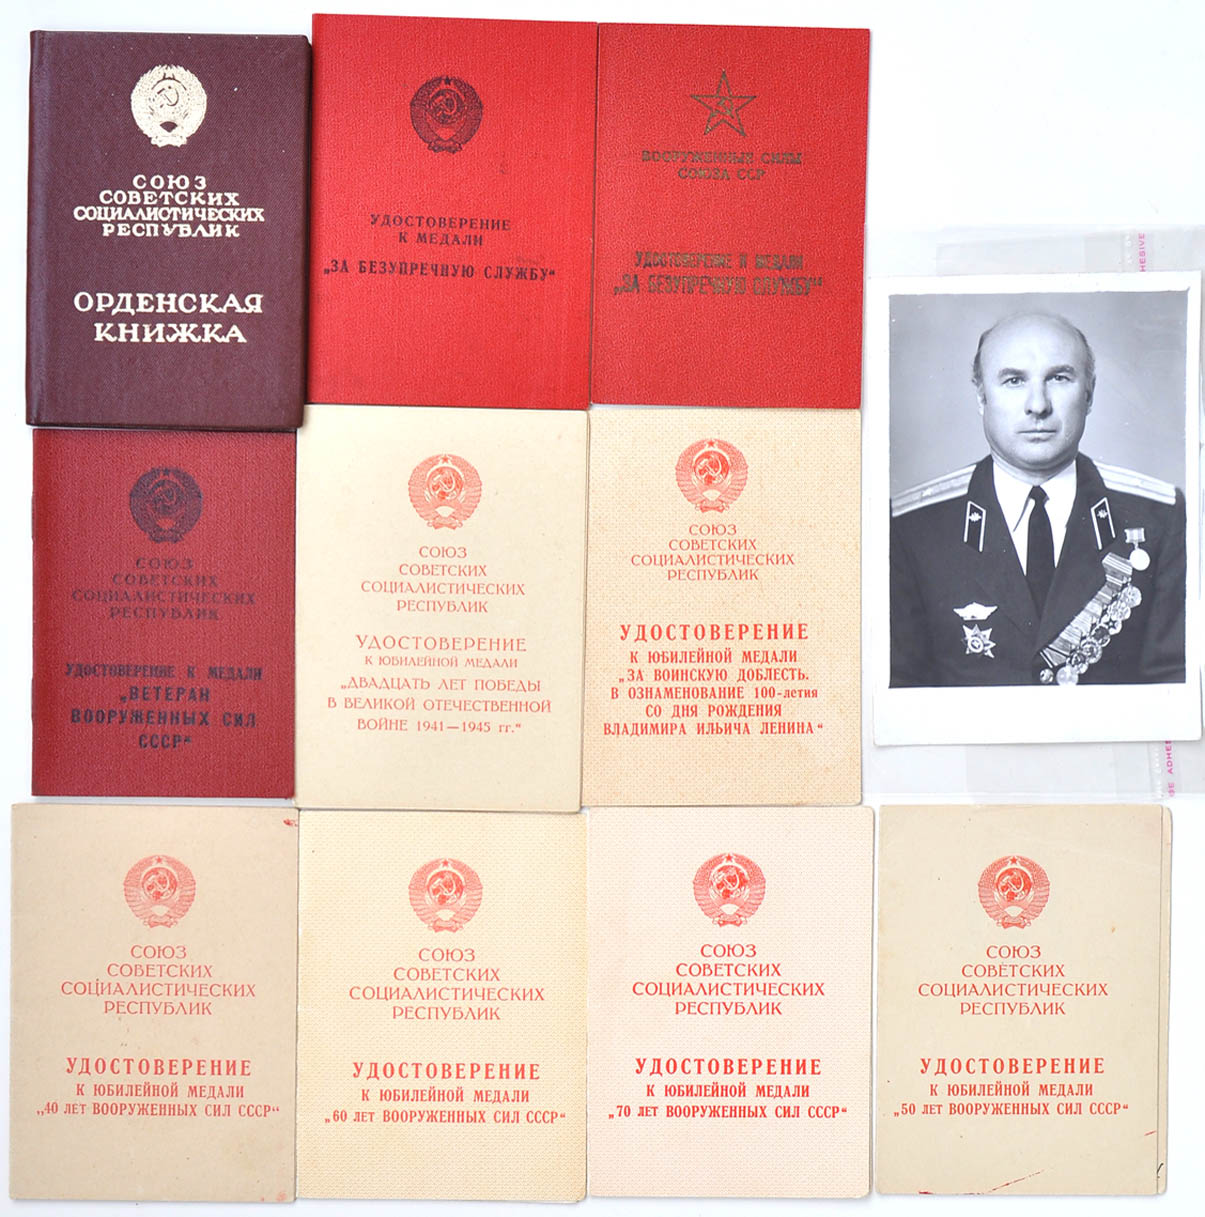 СОЮЗ
СОВЕТСКИХ
СОЦИАЛИСТИЧЕСКИХ
РЕСПУБЛИК
ОРДЕНСКАЯ
КНИЖКА
УДОСТОВЕРЕНИЕ
К МЕДАЛИ
„ЗА БЕЗУПРЕЧНУЮ СЛУЖБУ“
ВООРУЖЕННЫЕ СИЛЫ
СОЮЗА ССР
УДОСТОВЕРЕНИЕ К МЕДАЛИ
„ЗА БЕЗУПРЕЧНУЮ СЛУЖБУ“
СОЮЗ
СОВЕТСКИХ
СОЦИАЛИСТИЧЕСКИХ
РЕСПУБЛИК
УДОСТОВЕРЕНИЕ К МЕДАЛИ
„ВЕТЕРАН
ВООРУЖЕННЫХ СИЛ
СССР“
СОЮЗ
СОВЕТСКИХ
СОЦИАЛИСТИЧЕСКИХ
РЕСПУБЛИК
УДОСТОВЕРЕНИЕ
К ЮБИЛЕЙНОЙ МЕДАЛИ
„ДВАДЦАТЬ ЛЕТ ПОБЕДЫ
В ВЕЛИКОЙ ОТЕЧЕСТВЕННОЙ
ВОЙНЕ 1941—1945 гг.“
СОЮЗ
СОВЕТСКИХ
СОЦИАЛИСТИЧЕСКИХ
РЕСПУБЛИК
УДОСТОВЕРЕНИЕ
К ЮБИЛЕЙНОЙ МЕДАЛИ
„ЗА ВОИНСКУЮ ДОБЛЕСТЬ.
В ОЗНАМЕНОВАНИЕ 100-летия
СО ДНЯ РОЖДЕНИЯ
ВЛАДИМИРА ИЛЬИЧА ЛЕНИНА“
СОЮЗ
СОВЕТСКИХ
СОЦИАЛИСТИЧЕСКИХ
РЕСПУБЛИК
УДОСТОВЕРЕНИЕ
К ЮБИЛЕЙНОЙ МЕДАЛИ
„40 ЛЕТ ВООРУЖЕННЫХ СИЛ СССР“
СОЮЗ
СОВЕТСКИХ
СОЦИАЛИСТИЧЕСКИХ
РЕСПУБЛИК
УДОСТОВЕРЕНИЕ
К ЮБИЛЕЙНОЙ МЕДАЛИ
„60 ЛЕТ ВООРУЖЕННЫХ СИЛ СССР“
СОЮЗ
СОВЕТСКИХ
СОЦИАЛИСТИЧЕСКИХ
РЕСПУБЛИК
УДОСТОВЕРЕНИЕ
К ЮБИЛЕЙНОЙ МЕДАЛИ
„70 ЛЕТ ВООРУЖЕННЫХ СИЛ СССР“
СОЮЗ
СОВЕТСКИХ
СОЦИАЛИСТИЧЕСКИХ
РЕСПУБЛИК
УДОСТОВЕРЕНИЕ
К ЮБИЛЕЙНОЙ МЕДАЛИ
„50 ЛЕТ ВООРУЖЕННЫХ СИЛ СССР“